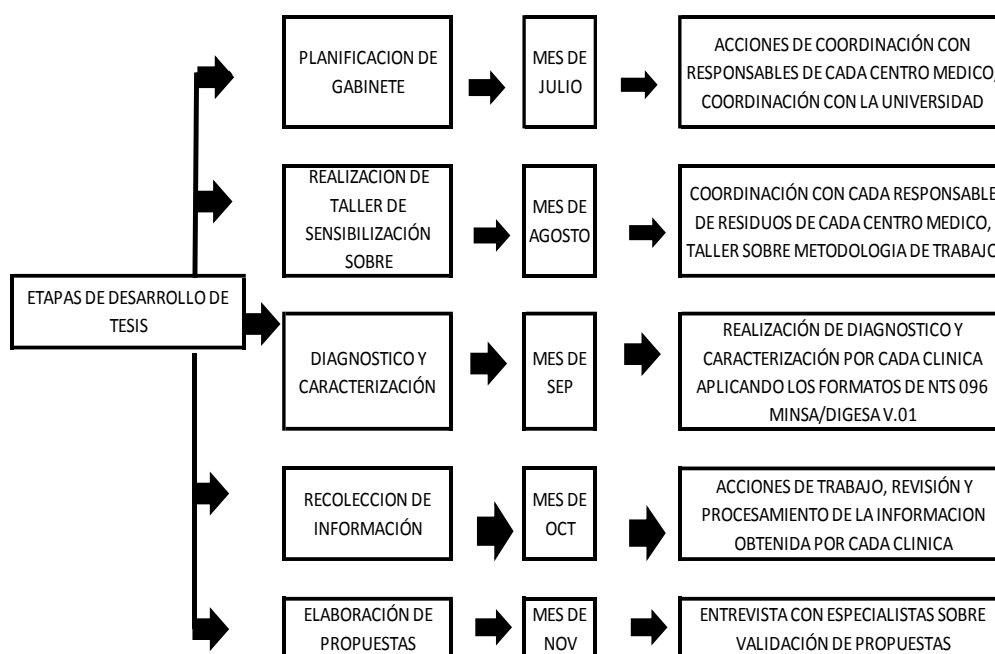 ETAPAS DE DESARROLLO DE
TESIS
PLANIFICACION DE
GABINETE
MES DE
JULIO
ACCIONES DE COORDINACIÓN CON
RESPONSABLES DE CADA CENTRO MEDICO,
COORDINACIÓN CON LA UNIVERSIDAD
REALIZACION DE
TALLER DE
SENSIBILIZACIÓN
SOBRE
MES DE
AGOSTO
COORDINACIÓN CON CADA RESPONSABLE
DE RESIDUOS DE CADA CENTRO MEDICO,
TALLER SOBRE METODOLOGIA DE TRABAJO
DIAGNOSTICO Y
CARACTERIZACIÓN
MES DE
SEP
REALIZACIÓN DE DIAGNOSTICO Y
CARACTERIZACIÓN POR CADA CLINICA
APLICANDO LOS FORMATOS DE NTS 096
MINSA/DIGESA V.01
RECOLECCION DE
INFORMACIÓN
MES DE
OCT
ACCIONES DE TRABAJO, REVISIÓN Y
PROCESAMIENTO DE LA INFORMACION
OBTENIDA POR CADA CLINICA
ELABORACIÓN DE
PROPUESTAS
MES DE
NOV
ENTREVISTA CON ESPECIALISTAS SOBRE
VALIDACIÓN DE PROPUESTAS